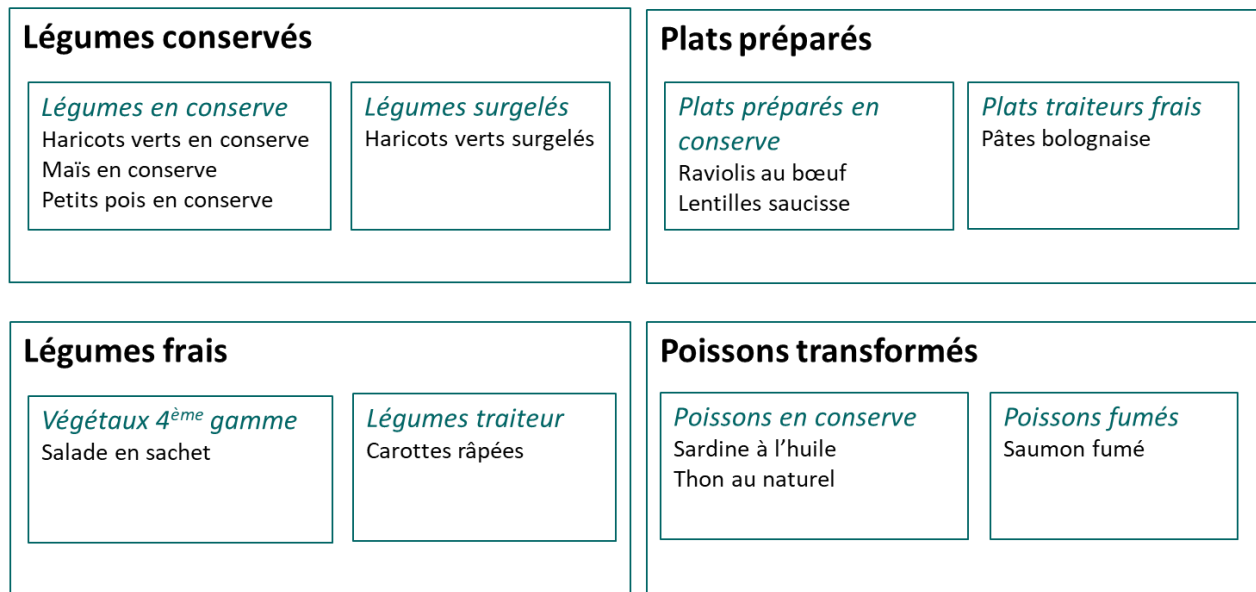 Légumes conservés
Légumes en conserve
Haricots verts en conserve
Maïs en conserve
Petits pois en conserve
Légumes surgelés
Haricots verts surgelés
Plats préparés
Plats préparés en
conserve
Raviolis au bœuf
Lentilles saucisse
Plats traiteurs frais
Pâtes bolognaise
Légumes frais
Végétaux 4ème gamme
Salade en sachet
Légumes traiteur
Carottes râpées
Poissons transformés
Poissons en conserve
Sardine à l’huile
Thon au naturel
Poissons fumés
Saumon fumé